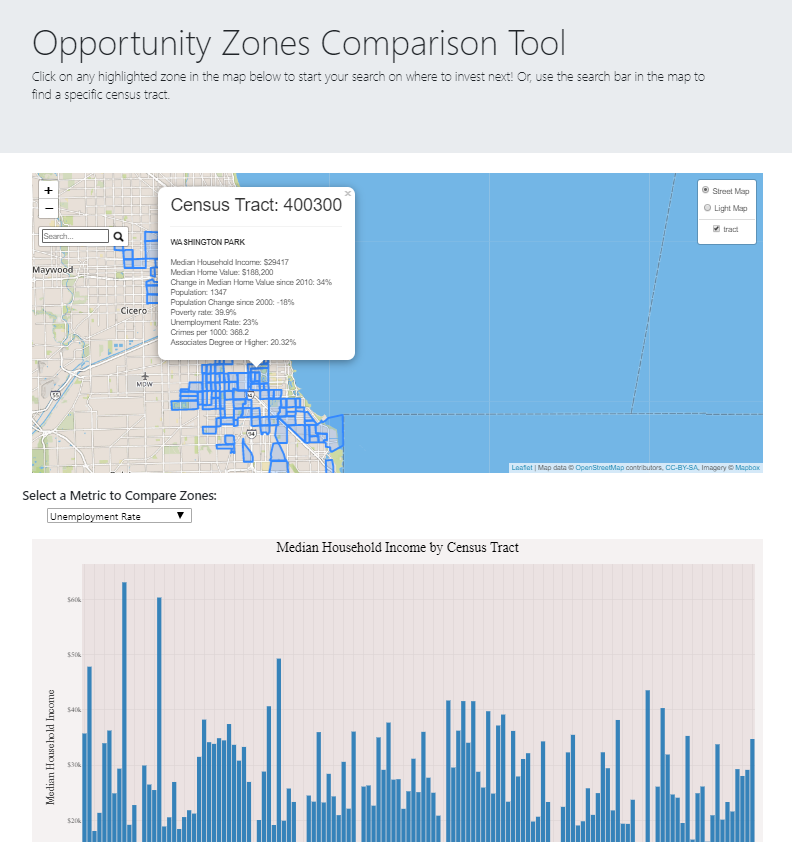 Opportunity Zones Comparison Tool
Click on any highlighted zone in the map below to start your search on where to invest next! Or, use the search bar in the map to
find a specific census tract.
+
−
Search...
×
Census Tract: 400300
WASHINGTON PARK
Median Household Income: $29417
Median Home Value: $188,200
Change in Median Home Value since 2010: 34%
Population: 1347
Population Change since 2000: -18%
Poverty rate: 39.9%
Unemployment Rate: 23%
Crimes per 1000: 368.2
Associates Degree or Higher: 20.32%
Street Map
Light Map
tract
Maywood
Cicero
MDW
55
94
Leaflet | Map data © OpenStreetMap contributors, CC-BY-SA, Imagery © Mapbox
Select a Metric to Compare Zones:
Unemployment Rate
Median Household Income by Census Tract
Median Household Income
$60k
$50k
$40k
$30k
$20k